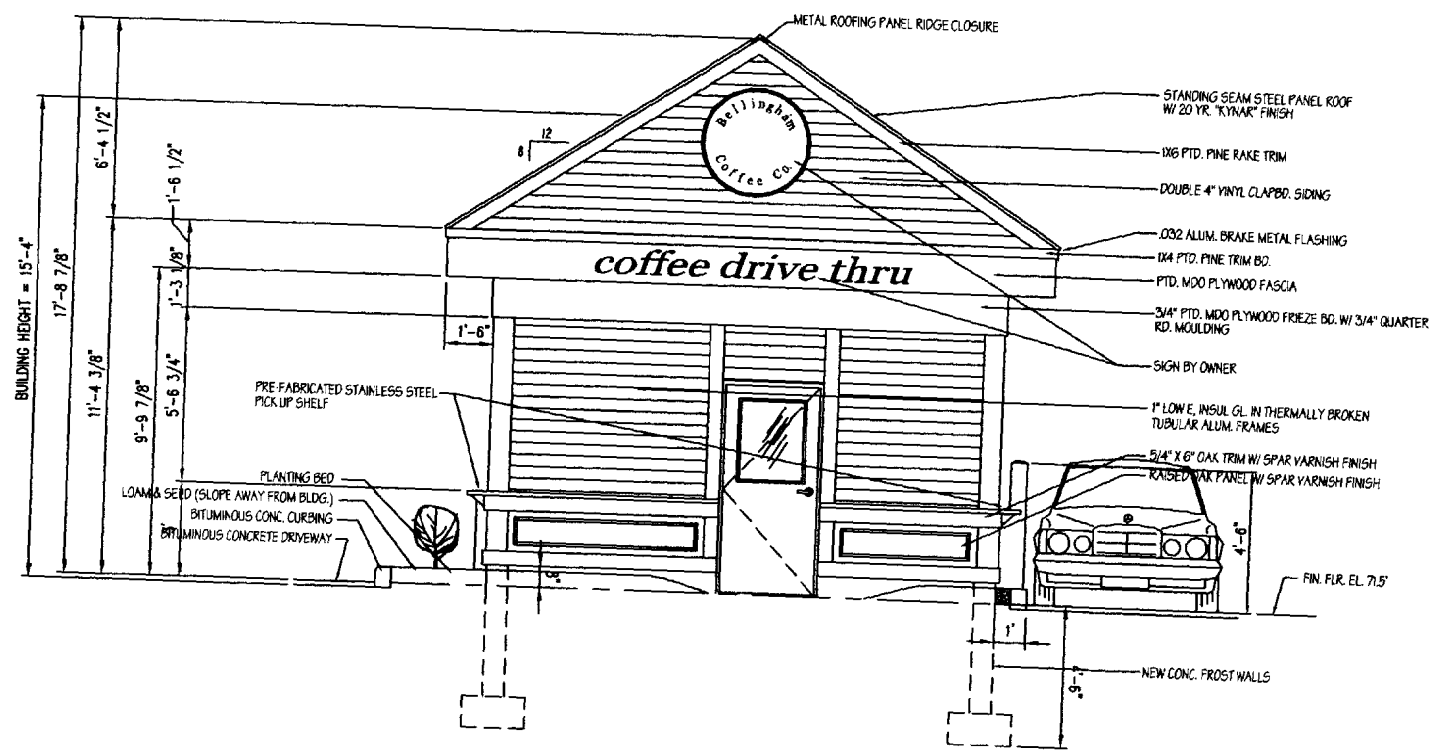 METAL ROOFING PANEL RIDGE CLOSURE
STANDING SEAM STEEL PANEL ROOF
W/ 20 YR. "KYNAR" FINISH
1X6 PTD. PINE RAKE TRIM
DOUBLE 4" VINYL CLAPBD. SIDING
.032 ALUM. BRAKE METAL FLASHING
1X4 PTD. PINE TRIM BD.
PTD. MDO PLYWOOD FASCIA
3/4" PTD. MDO PLYWOOD FRIEZE BD. W/ 3/4" QUARTER
RD. MOULDING
SIGN BY OWNER
1" LOW E, INSUL GL. IN THERMALLY BROKEN
TUBULAR ALUM. FRAMES
5/4" X 6" OAK TRIM W/ SPAR VARNISH FINISH
RAISED OAK PANEL W/ SPAR VARNISH FINISH
4'-6"
FIN. FLR. EL. 71.5'
1'
NEW CONC. FROST WALLS
Bellingham
Coffee Co.
12
8
coffee drive thru
BUILDING HEIGHT = 15'-4"
17'-8 7/8"
6'-4 1/2"
11'-4 3/8"
1'-6 1/2"
9'-9 7/8"
1'-3 1/8"
5'-6 3/4"
1'-6"
PRE-FABRICATED STAINLESS STEEL
PICK UP SHELF
PLANTING BED
LOAM & SEED (SLOPE AWAY FROM BLDG.)
BITUMINOUS CONC. CURBING
BITUMINOUS CONCRETE DRIVEWAY